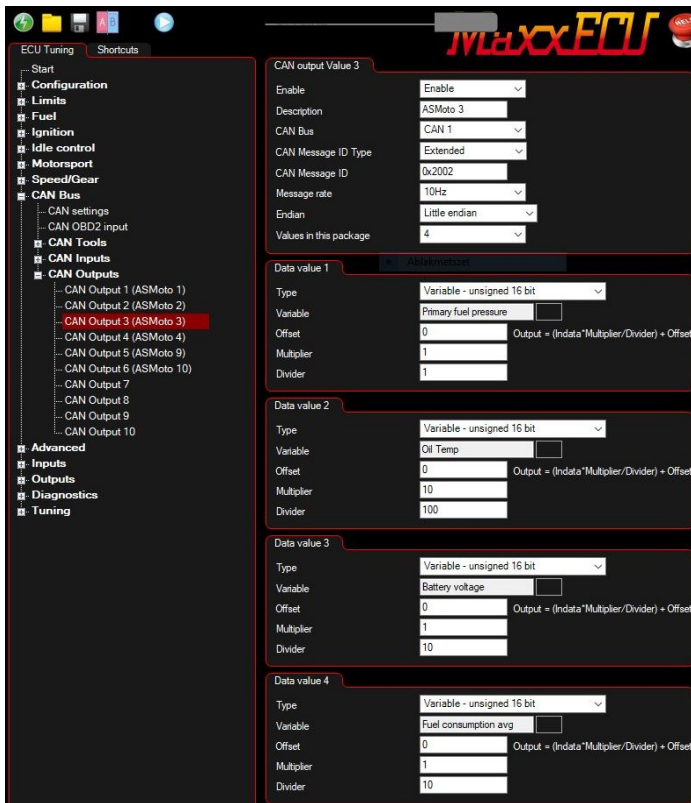 A B
MaxxECU
HELP
ECU Tuning
Shortcuts
Start
Configuration
Limits
Fuel
Ignition
Idle control
Motorsport
Speed/Gear
CAN Bus
CAN settings
CAN OBD2 input
CAN Tools
CAN Inputs
CAN Outputs
CAN Output 1 (ASMoto 1)
CAN Output 2 (ASMoto 2)
CAN Output 3 (ASMoto 3)
CAN Output 4 (ASMoto 4)
CAN Output 5 (ASMoto 9)
CAN Output 6 (ASMoto 10)
CAN Output 7
CAN Output 8
CAN Output 9
CAN Output 10
Advanced
Inputs
Outputs
Diagnostics
Tuning
CAN output Value 3
Enable Enable
Description ASMoto 3
CAN Bus CAN 1
CAN Message ID Type Extended
CAN Message ID 0x2002
Message rate 10Hz
Endian Little endian
Values in this package 4
Ablakmetszet
Data value 1
Type Variable - unsigned 16 bit
Variable Primary fuel pressure
Offset 0 Output = (Indata*Multiplier/Divider) + Offset
Multiplier 1
Divider 1
Data value 2
Type Variable - unsigned 16 bit
Variable Oil Temp
Offset 0 Output = (Indata*Multiplier/Divider) + Offset
Multiplier 10
Divider 100
Data value 3
Type Variable - unsigned 16 bit
Variable Battery voltage
Offset 0 Output = (Indata*Multiplier/Divider) + Offset
Multiplier 1
Divider 10
Data value 4
Type Variable - unsigned 16 bit
Variable Fuel consumption avg
Offset 0 Output = (Indata*Multiplier/Divider) + Offset
Multiplier 1
Divider 10